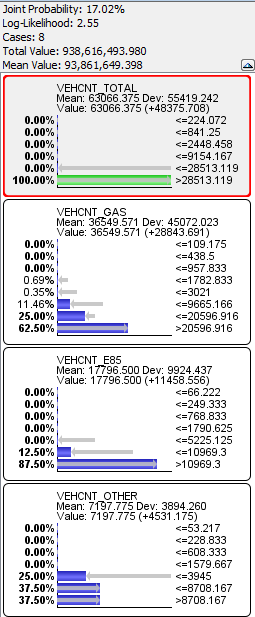 Joint Probability: 17.02%
Log-Likelihood: 2.55
Cases: 8
Total Value: 938,616,493.980
Mean Value: 93,861,649.398
VEHCNT_TOTAL
Mean: 63066.375 Dev: 55419.242
Value: 63066.375 (+48375.708)
0.00% <=224.072
0.00% <=841.25
0.00% <=2448.458
0.00% <=9154.167
0.00% <=28513.119
100.00% >28513.119
VEHCNT_GAS
Mean: 36549.571 Dev: 45072.023
Value: 36549.571 (+28843.691)
0.00% <=109.175
0.00% <=438.5
0.00% <=957.833
0.69% <=1782.833
0.35% <=3021
11.46% <=9665.166
25.00% <=20596.916
62.50% >20596.916
VEHCNT_E85
Mean: 17796.500 Dev: 9924.437
Value: 17796.500 (+11458.556)
0.00% <=66.222
0.00% <=249.333
0.00% <=768.833
0.00% <=1790.625
0.00% <=5225.125
12.50% <=10969.3
87.50% >10969.3
VEHCNT_OTHER
Mean: 7197.775 Dev: 3894.260
Value: 7197.775 (+4531.175)
0.00% <=53.217
0.00% <=228.833
0.00% <=608.333
0.00% <=1579.667
25.00% <=3945
37.50% <=8708.167
37.50% >8708.167